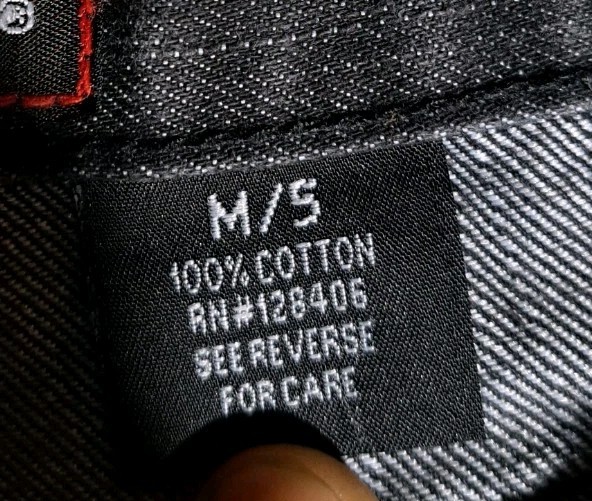 ®
M/S
100% COTTON
RN#128406
SEE REVERSE
FOR CARE